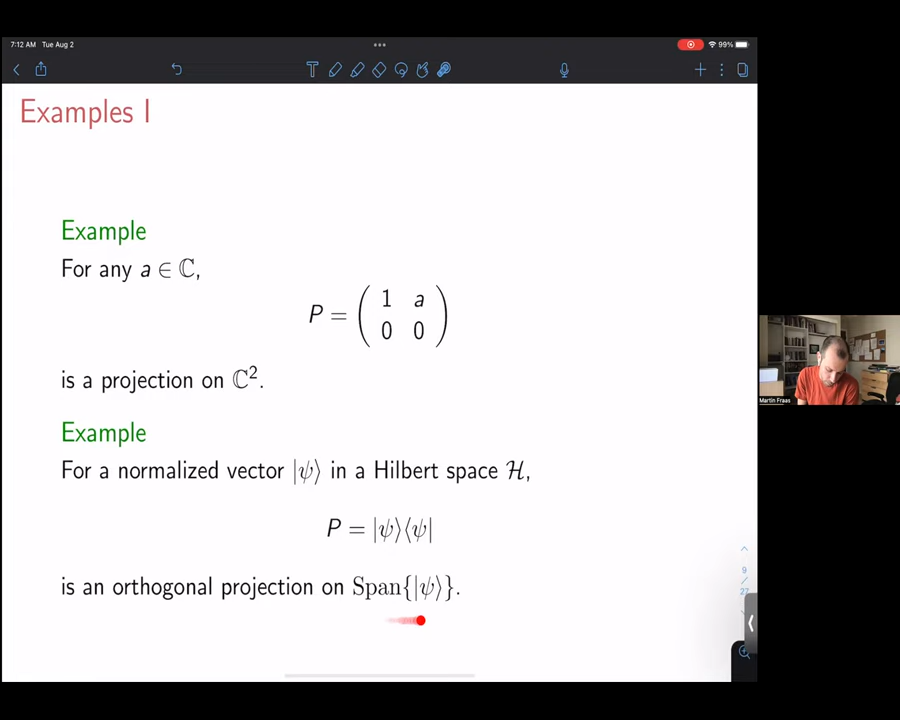 7:12 AM Tue Aug 2
99%
Examples I
Example
For any a ∈ ℂ,
P = ( 1 a
0 0 )
is a projection on ℂ².
Example
For a normalized vector |ψ⟩ in a Hilbert space ℋ,
P = |ψ⟩⟨ψ|
is an orthogonal projection on Span{|ψ⟩}.
Martin Fraas
9
/